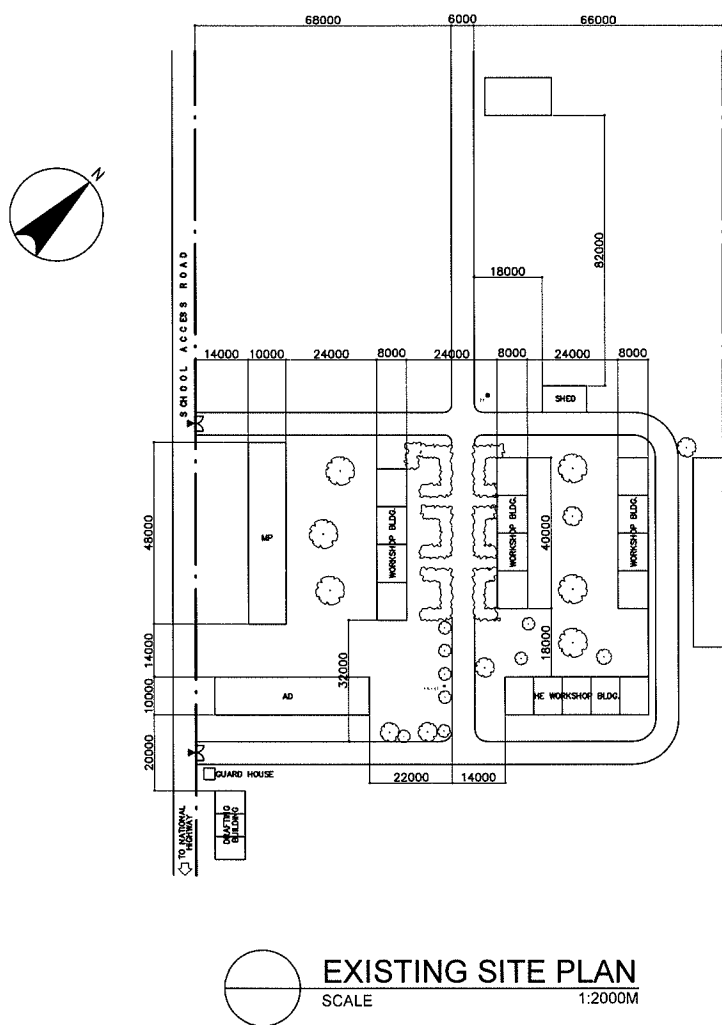 68000 6000 66000
N
SCHOOL ACCESS ROAD
18000
82000
14000 10000 24000 8000 24000 8000 24000 8000
SHED
48000
MP
WORKSHOP BLDG.
WORKSHOP BLDG.
40000
WORKSHOP BLDG.
14000
32000
18000
10000
AD
HE WORKSHOP BLDG.
20000
GUARD HOUSE
22000 14000
DRAFTING
BUILDING
TO NATIONAL
HIGHWAY
EXISTING SITE PLAN
SCALE 1:2000M